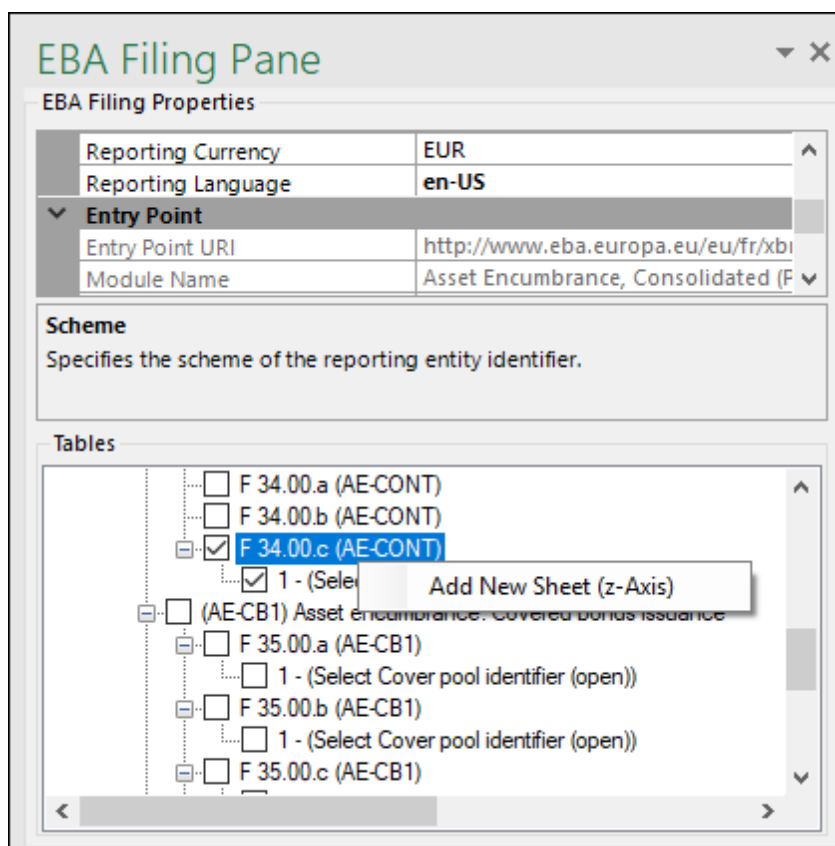 EBA Filing Pane
EBA Filing Properties
Reporting Currency EUR
Reporting Language en-US
Entry Point
Entry Point URI http://www.eba.europa.eu/eu/fr/xbr
Module Name Asset Encumbrance, Consolidated (P
Scheme
Specifies the scheme of the reporting entity identifier.
Tables
F 34.00.a (AE-CONT)
F 34.00.b (AE-CONT)
F 34.00.c (AE-CONT)
1 - (Sele
Add New Sheet (z-Axis)
(AE-CB1) Asset encumbrance: Covered bonds issuance
F 35.00.a (AE-CB1)
1 - (Select Cover pool identifier (open))
F 35.00.b (AE-CB1)
1 - (Select Cover pool identifier (open))
F 35.00.c (AE-CB1)